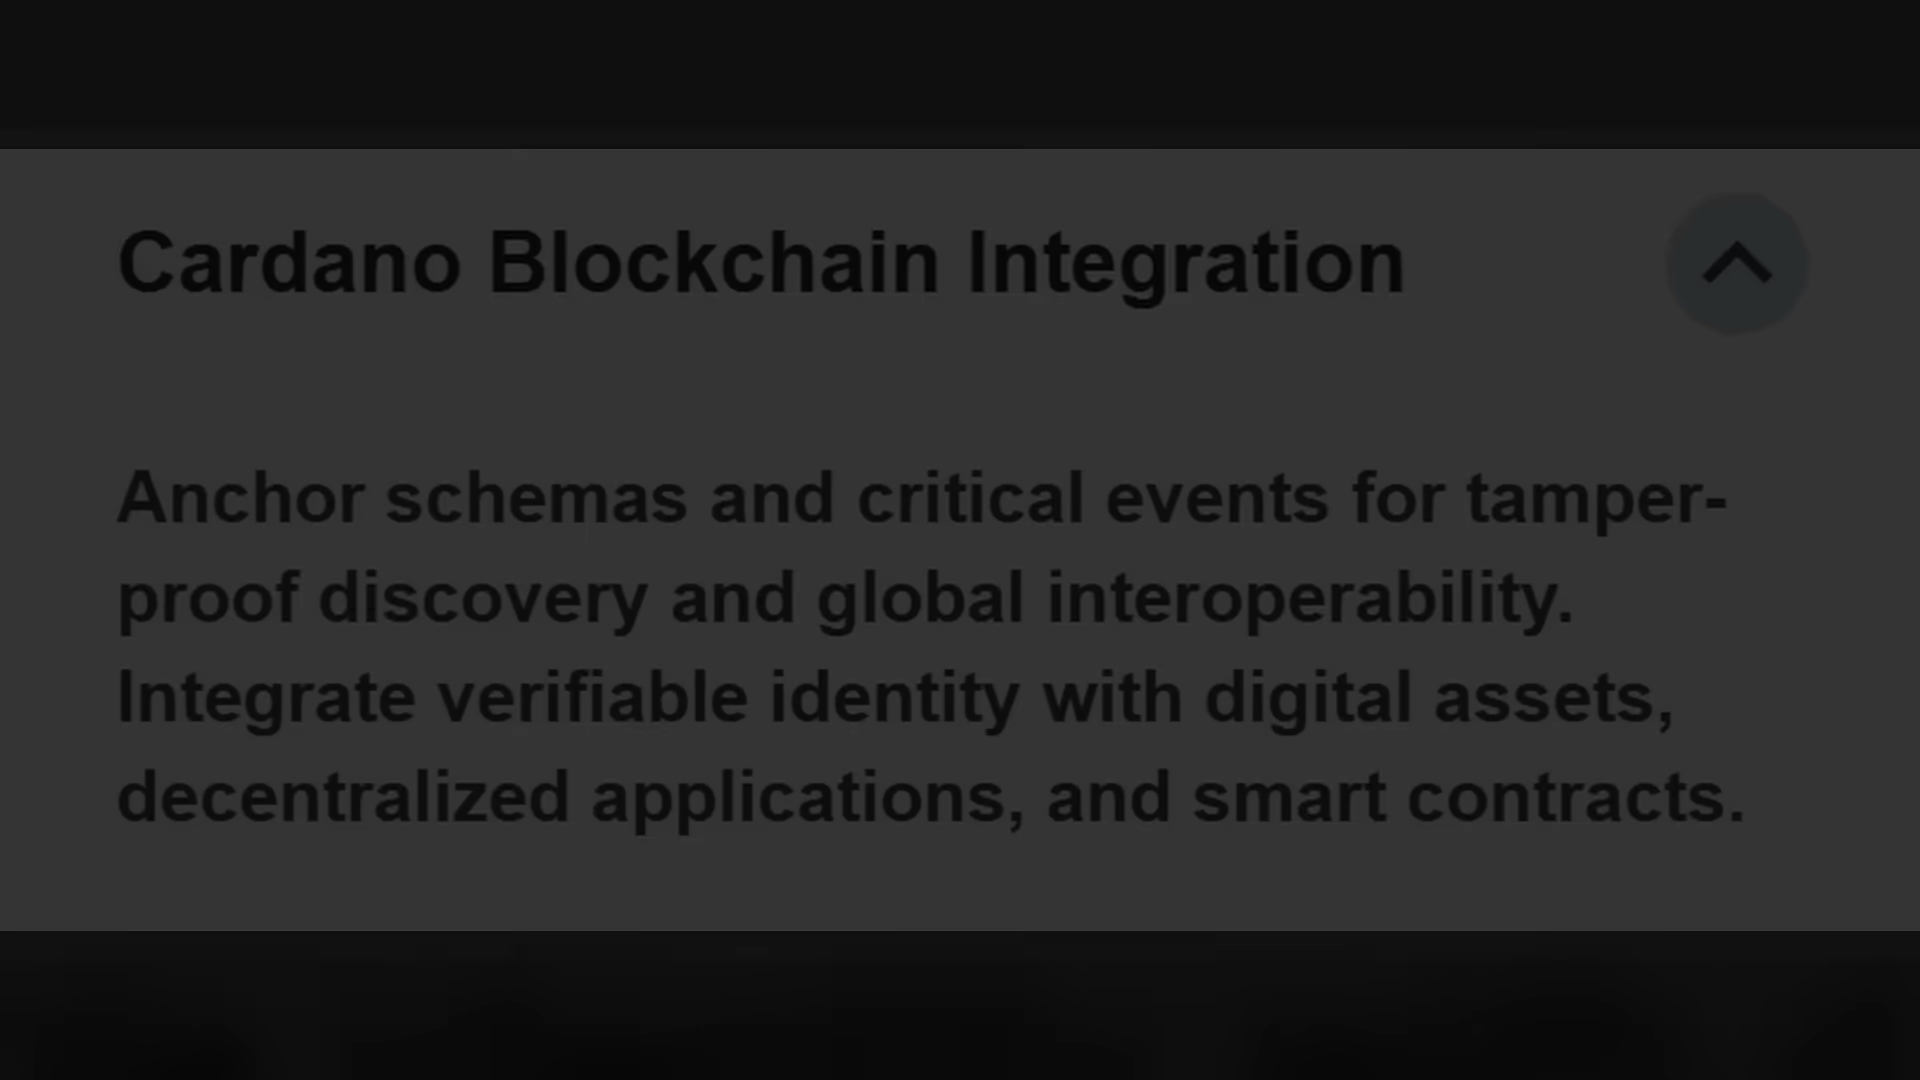 Cardano Blockchain Integration
Anchor schemas and critical events for tamper-
proof discovery and global interoperability.
Integrate verifiable identity with digital assets,
decentralized applications, and smart contracts.